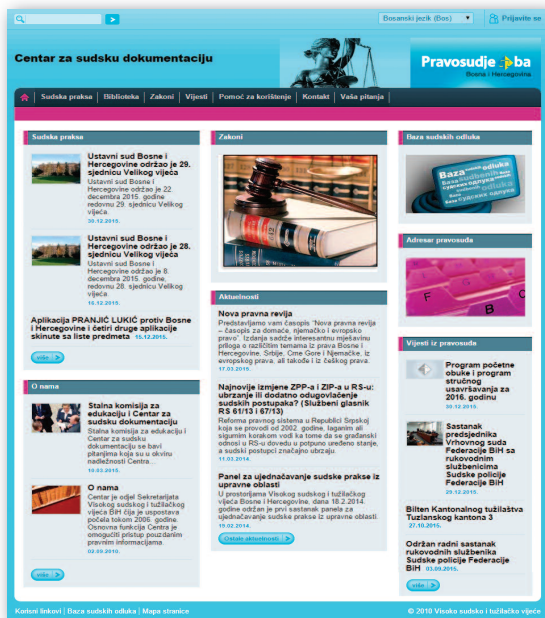 Bosanski jezik (Bos)
Prijavite se
Centar za sudsku dokumentaciju
Pravosudje ba
Bosna i Hercegovina
Sudska praksa | Biblioteka | Zakoni | Vijesti | Pomoć za korištenje | Kontakt | Vaša pitanja |
Sudska praksa
Ustavni sud Bosne i
Hercegovine održao je 29.
sjednicu Velikog vijeća
Ustavni sud Bosne i
Hercegovine održao je 22.
decembra 2015. godine
redovnu 29. sjednicu Velikog
vijeća.
30.12.2015.
Ustavni sud Bosne i
Hercegovine održao je 28.
sjednicu Velikog vijeća
Ustavni sud Bosne i
Hercegovine održao je 8.
decembra 2015. godine,
redovnu 28. sjednicu Velikog
vijeća.
16.12.2015.
Aplikacija PRANJIĆ LUKIĆ protiv Bosne
i Hercegovine i četiri druge aplikacije
skinute sa liste predmeta 15.12.2015.
više
O nama
Stalna komisija za
edukaciju i Centar za
sudsku dokumentaciju
Stalna komisija za edukaciju i
Centar za sudsku
dokumentaciju se bavi
pitanjima koja su u okviru
nadležnosti Centra...
10.03.2015.
O nama
Centar je odjel Sekretarijata
Visokog sudskog i tužilačkog
vijeća BiH čija je uspostava
počela tokom 2006. godine.
Osnovna funkcija Centra je
omogućiti pristup pouzdanim
pravnim informacijama.
02.09.2010.
više
Zakoni
Aktuelnosti
Nova pravna revija
Predstavljamo vam časopis "Nova pravna revija
– časopis za domaće, njemačko i evropsko
pravo". Izdanja sadrže interesantnu mješavinu
priloga o različitim temama iz prava Bosne i
Hercegovine, Srbije, Crne Gore i Njemačke, iz
evropskog prava, ali takođe i iz češkog prava.
17.03.2015.
Najnovije izmjene ZPP-a i ZIP-a u RS-u:
ubrzanje ili dodatno odugovlačenje
sudskih postupaka? (Službeni glasnik
RS 61/13 i 67/13)
Reforma pravnog sistema u Republici Srpskoj
koja se provodi od 2002. godine, laganim ali
sigurnim korakom vodi ka tome da se građanski
odnosi u RS-u dovedu u potpuno uređeno stanje,
a sudski postupci značajno ubrzaju.
11.03.2014.
Panel za ujednačavanje sudske prakse iz
upravne oblasti
U prostorijama Visokog sudskog i tužilačkog
vijeća Bosne i Hercegovine, dana 18.2.2014.
godine održan je prvi sastanak panela za
ujednačavanje sudske prakse iz upravne oblasti
19.02.2014.
Ostale aktuelnosti
Baza sudskih odluka
Baza
sudskih odluka
Adresar pravosuđa
F
B
C
Vijesti iz pravosuđa
Program početne
obuke i program
stručnog
usavršavanja za
2016. godinu
30.12.2015.
Sastanak
predsjednika
Vrhovnog suda
Federacije BiH sa
rukovodnim
službenicima
Sudske policije
Federacije BiH
29.12.2015.
Bilten Kantonalnog tužilaštva
Tuzlanskog kantona 3
27.10.2015.
Održan radni sastanak
rukovodnih službenika
Sudske policije Federacije
BiH 03.09.2015.
više
Korisni linkovi | Baza sudskih odluka | Mapa stranice
© 2010 Visoko sudsko i tužilačko vijeće